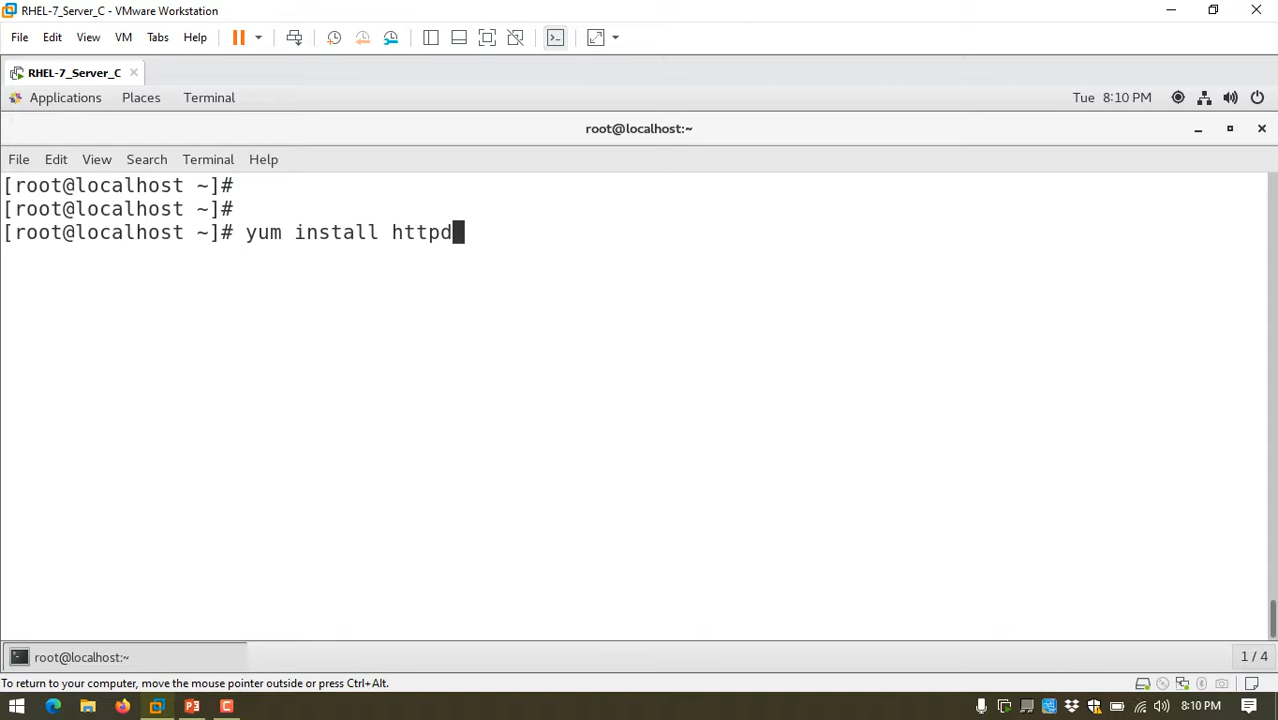 RHEL-7_Server_C - VMware Workstation
File Edit View VM Tabs Help
RHEL-7_Server_C
Applications Places Terminal Tue 8:10 PM
root@localhost:~
File Edit View Search Terminal Help
[root@localhost ~]#
[root@localhost ~]#
[root@localhost ~]# yum install httpd
root@localhost:~ 1 / 4
To return to your computer, move the mouse pointer outside or press Ctrl+Alt.
8:10 PM